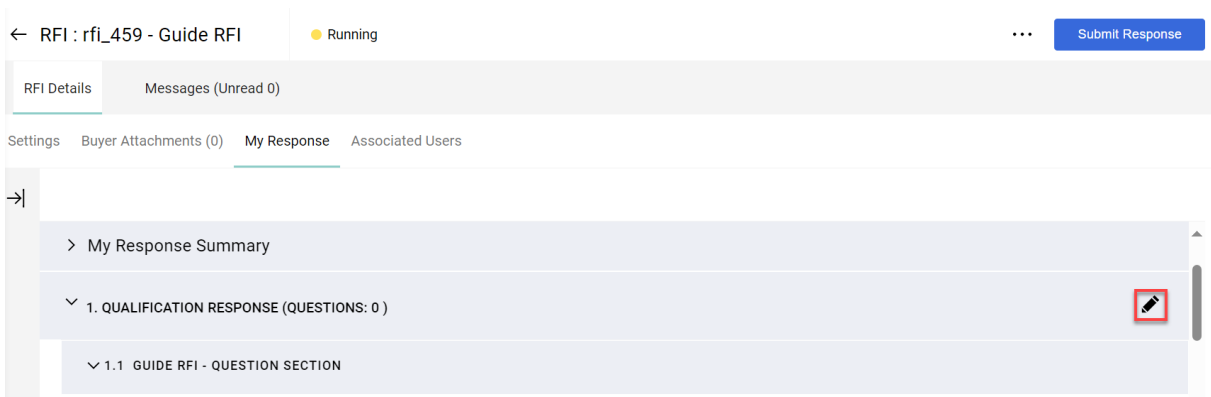 RFI : rfi_459 - Guide RFI
Running
Submit Response
RFI Details
Messages (Unread 0)
Settings
Buyer Attachments (0)
My Response
Associated Users
My Response Summary
1. QUALIFICATION RESPONSE (QUESTIONS: 0 )
1.1 GUIDE RFI - QUESTION SECTION